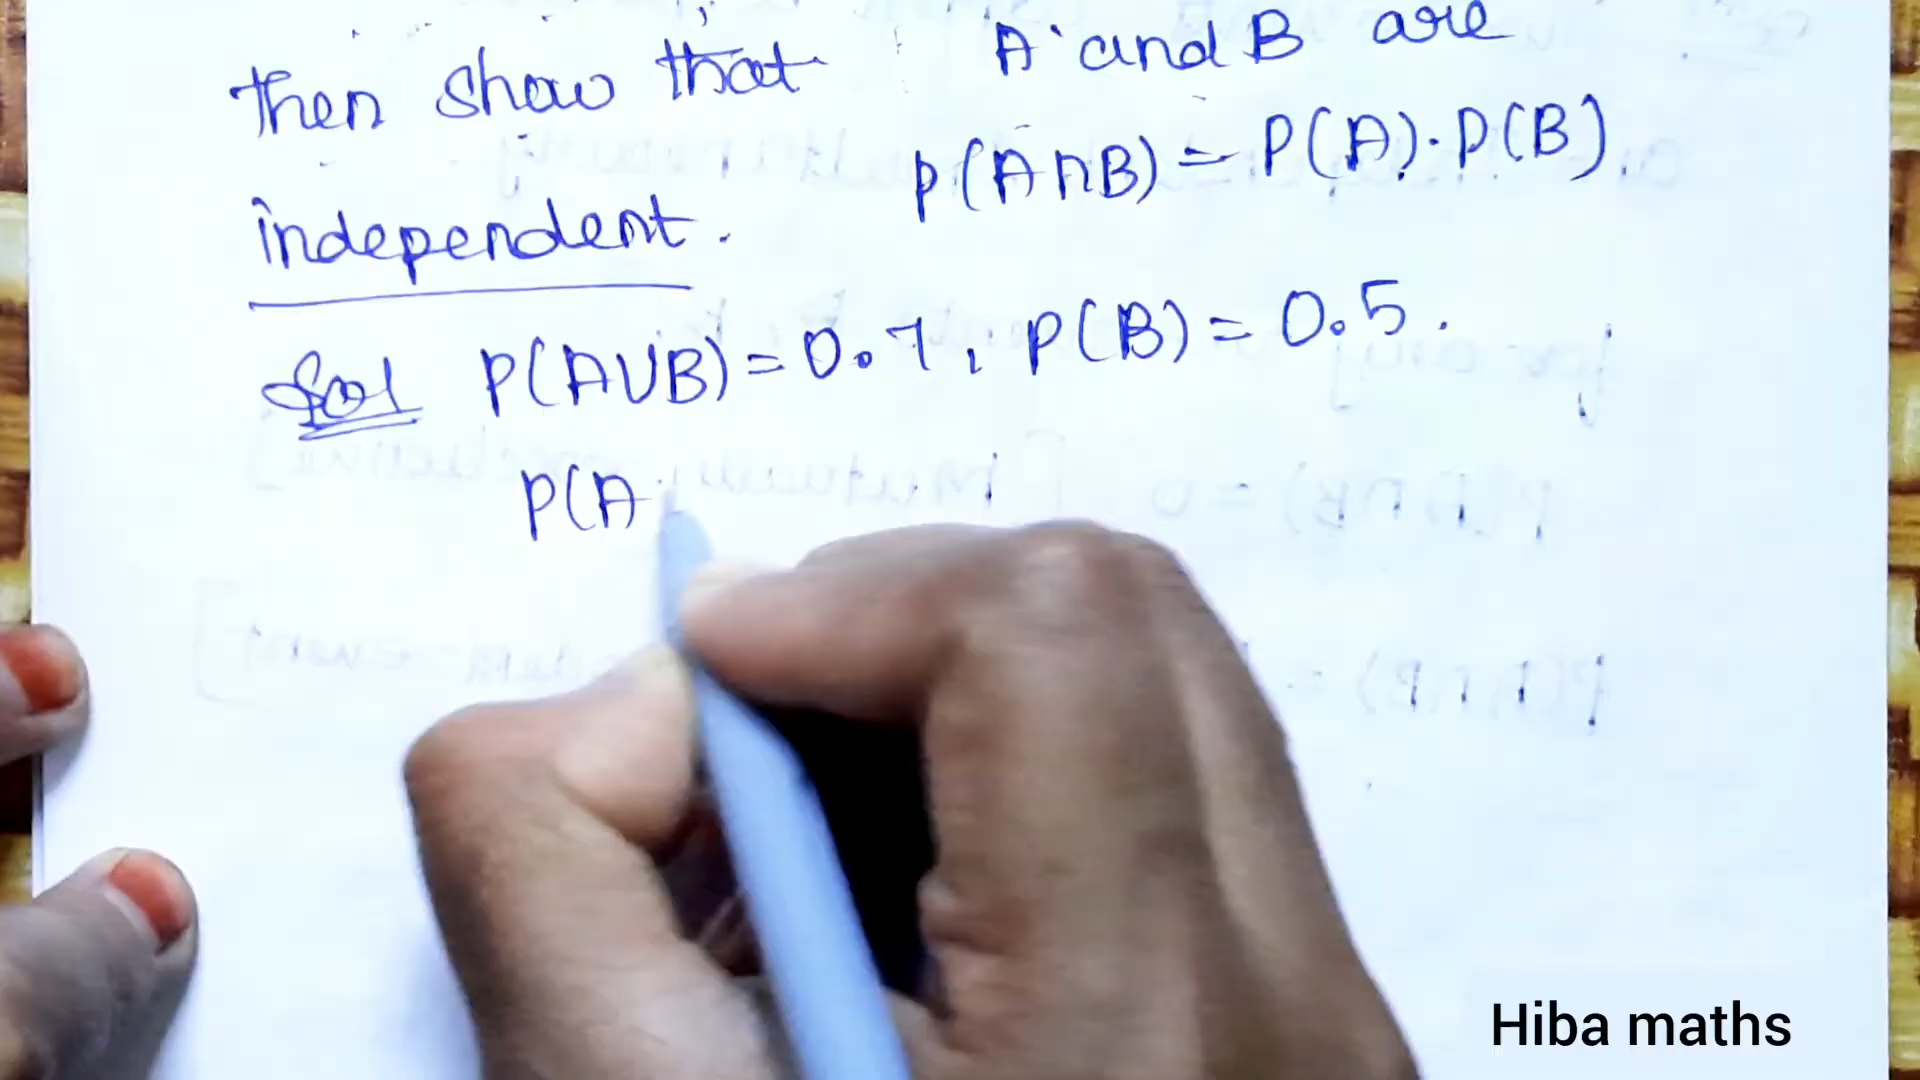 then show that A and B are
independent. P(A∩B) = P(A).P(B)
Sol P(A∪B) = 0.7, P(B) = 0.5.
P(A
Hiba maths